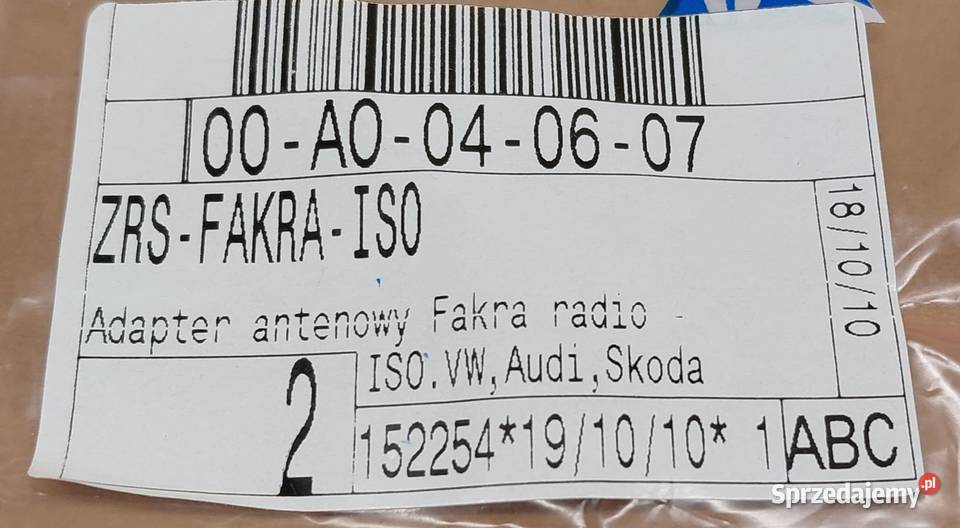 00-A0-04-06-07
ZRS-FAKRA-ISO
18/10/10
Adapter antenowy Fakra radio -
ISO.VW,Audi,Skoda
2
152254*19/10/10* 1
ABC
Sprzedajemy.pl